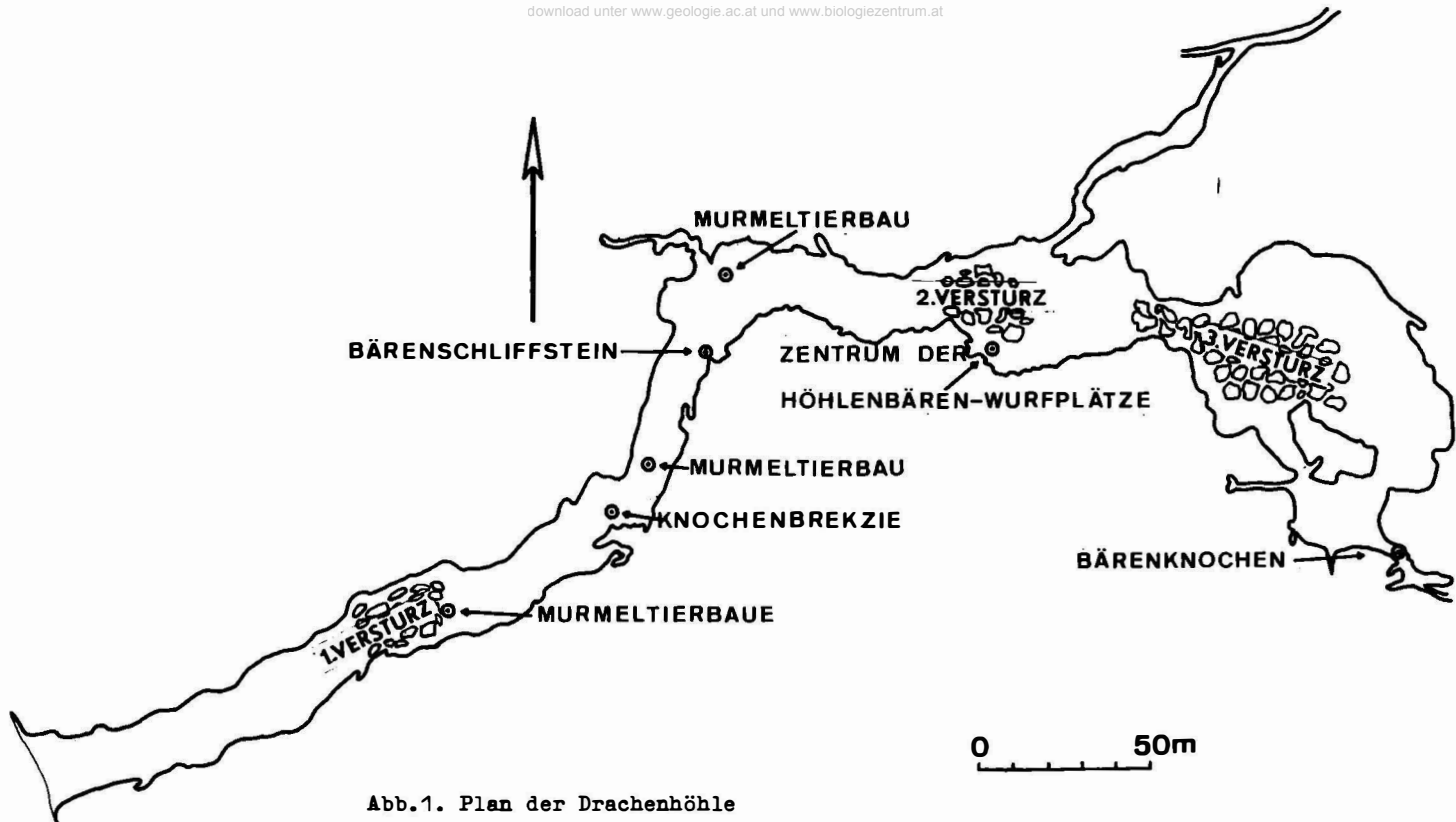 download unter www.geologie.ac.at und www.biologiezentrum.at
MURMELTIERBAU
2.VERSTURZ
BÄRENSCHLIFFSTEIN
ZENTRUM DER
HÖHLENBÄREN-WURFPLÄTZE
3.VERSTURZ
MURMELTIERBAU
KNOCHENBREKZIE
BÄRENKNOCHEN
1.VERSTURZ
MURMELTIERBAUE
0 50m
Abb.1. Plan der Drachenhöhle